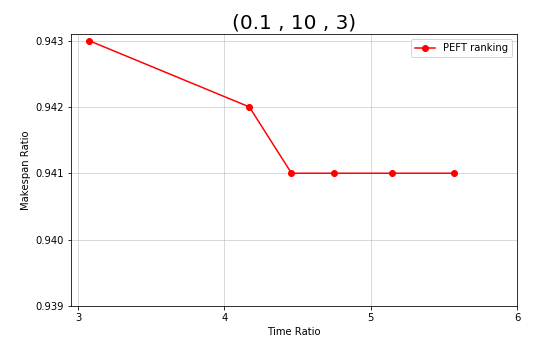 (0.1 , 10 , 3)
PEFT ranking
Makespan Ratio
0.943
0.942
0.941
0.940
0.939
3 4 5 6
Time Ratio